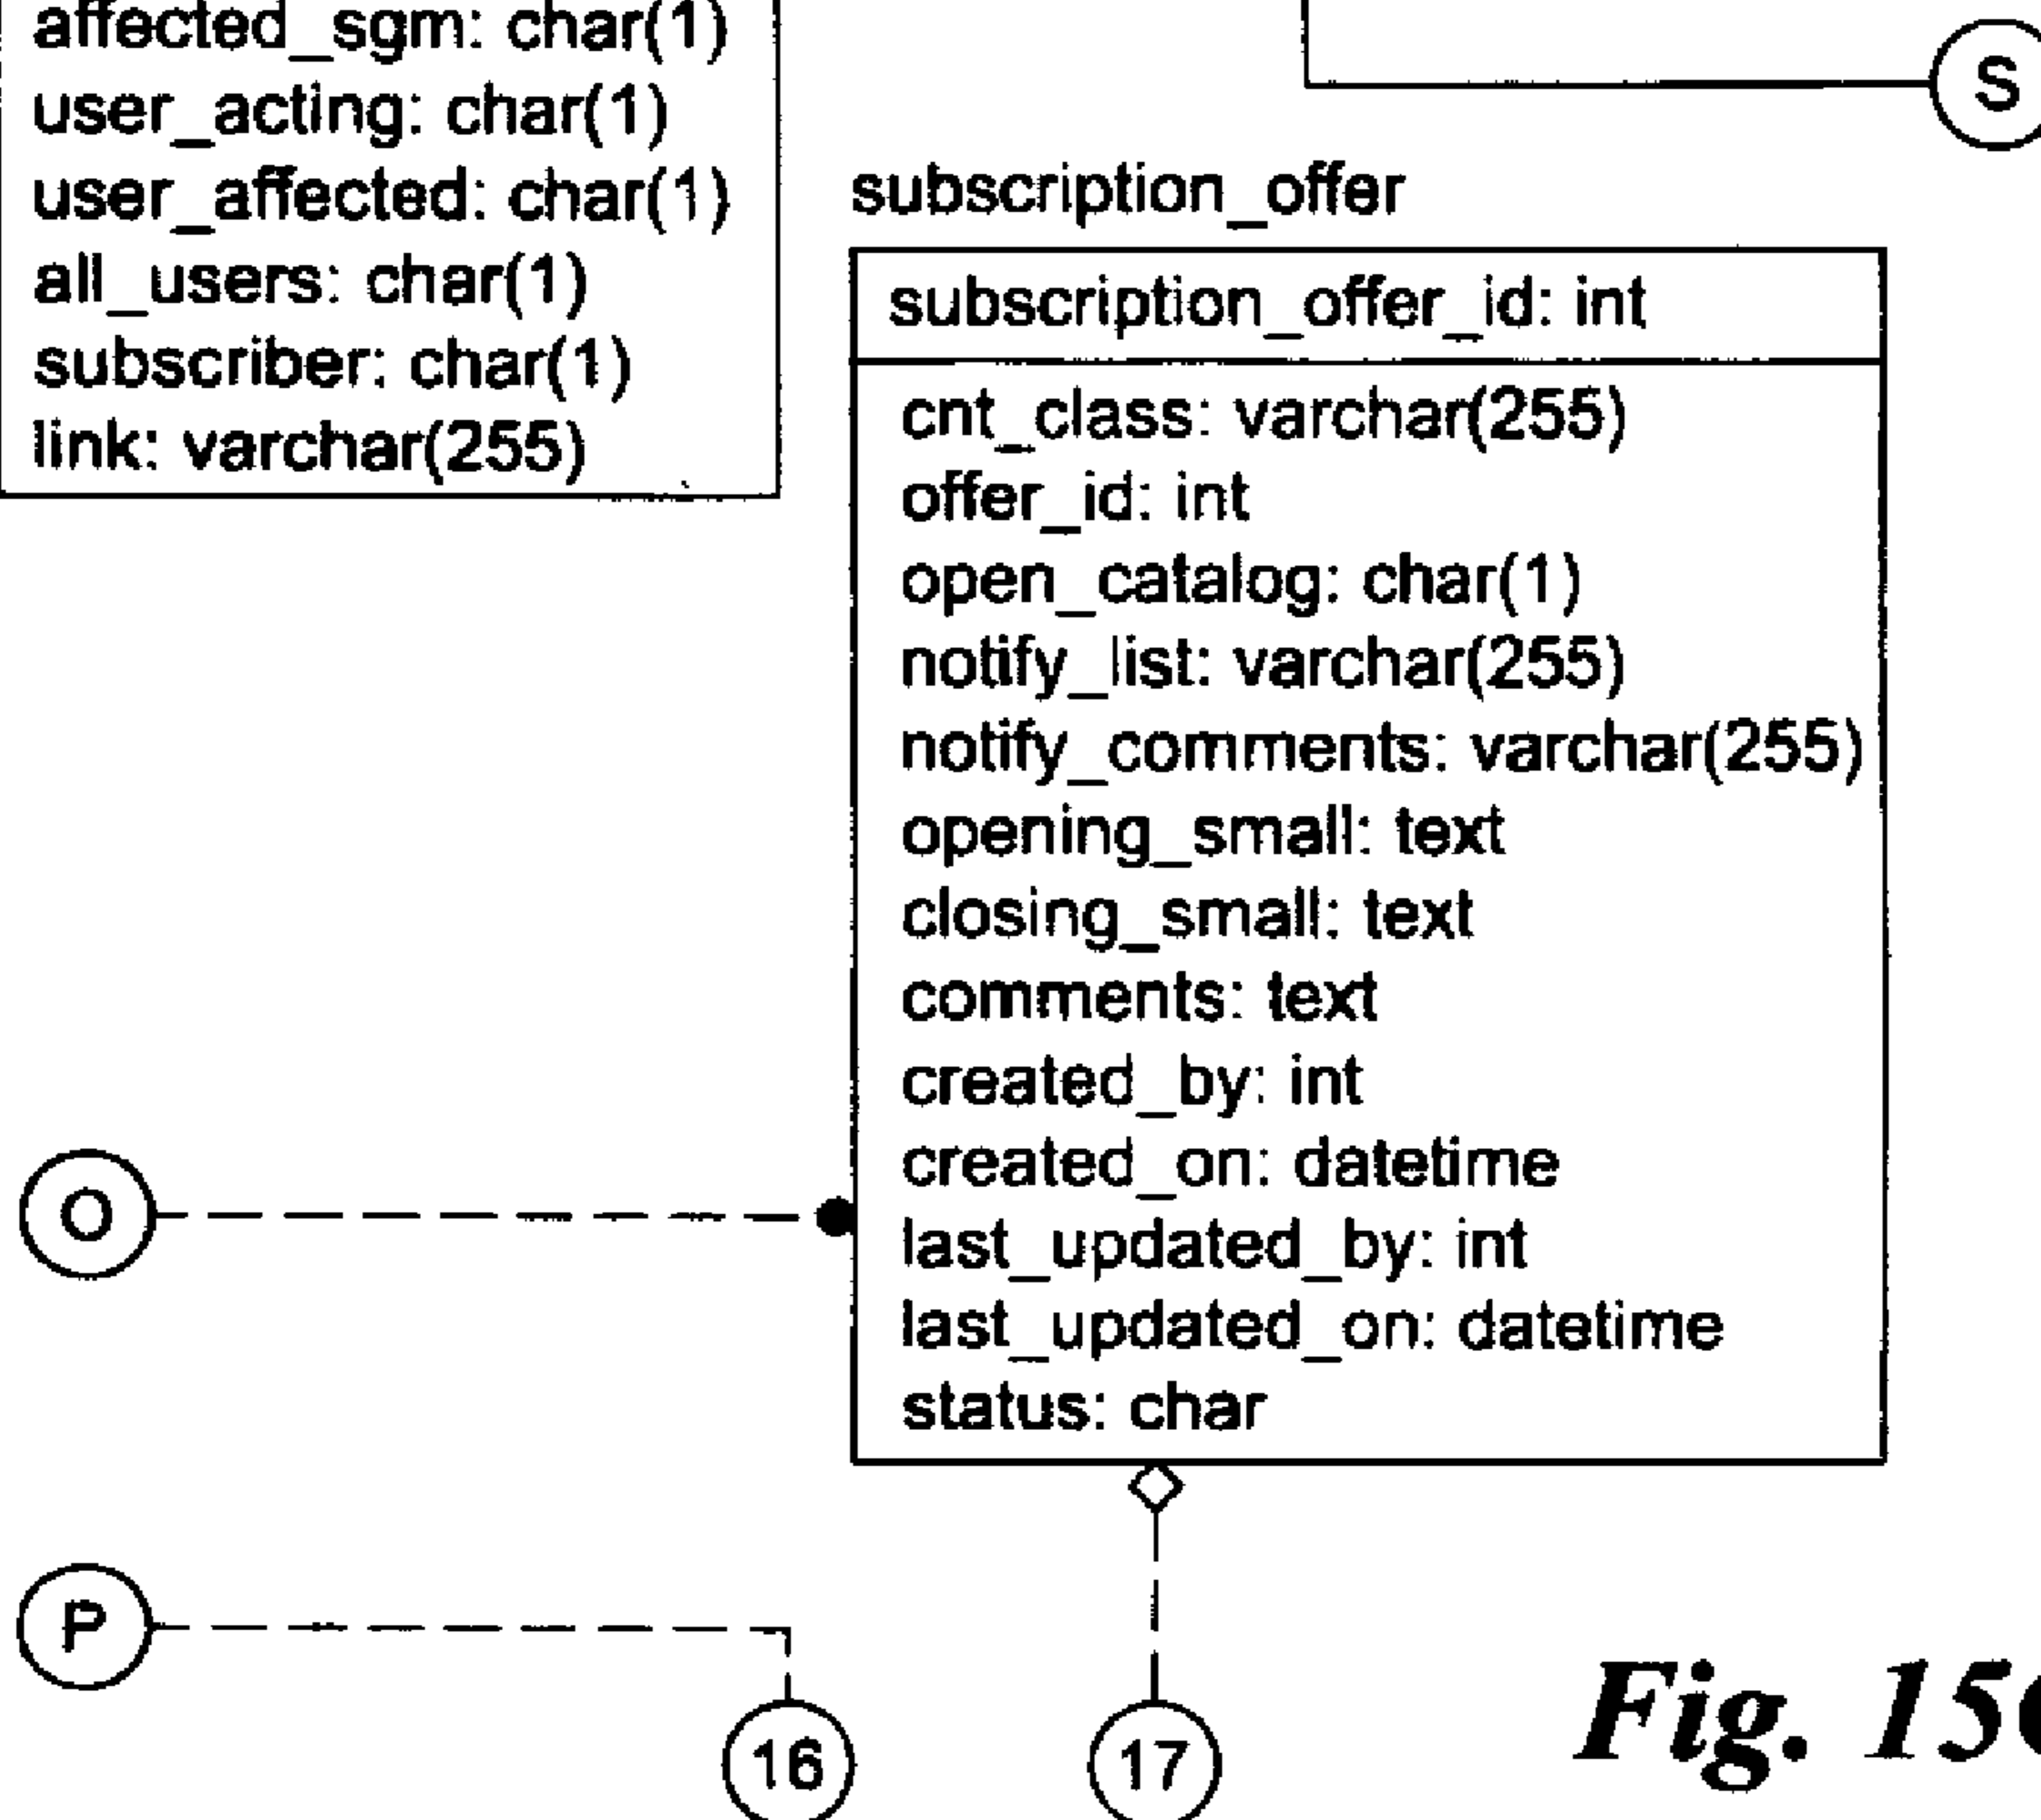 affected_sgm: char(1)
user_acting: char(1)
user_affected: char(1)
all_users: char(1)
subscriber: char(1)
link: varchar(255)
S
subscription_offer
subscription_offer_id: int
cnt_class: varchar(255)
offer_id: int
open_catalog: char(1)
notify_list: varchar(255)
notify_comments: varchar(255)
opening_small: text
closing_small: text
comments: text
created_by: int
created_on: datetime
last_updated_by: int
last_updated_on: datetime
status: char
O
P
16
17
Fig.